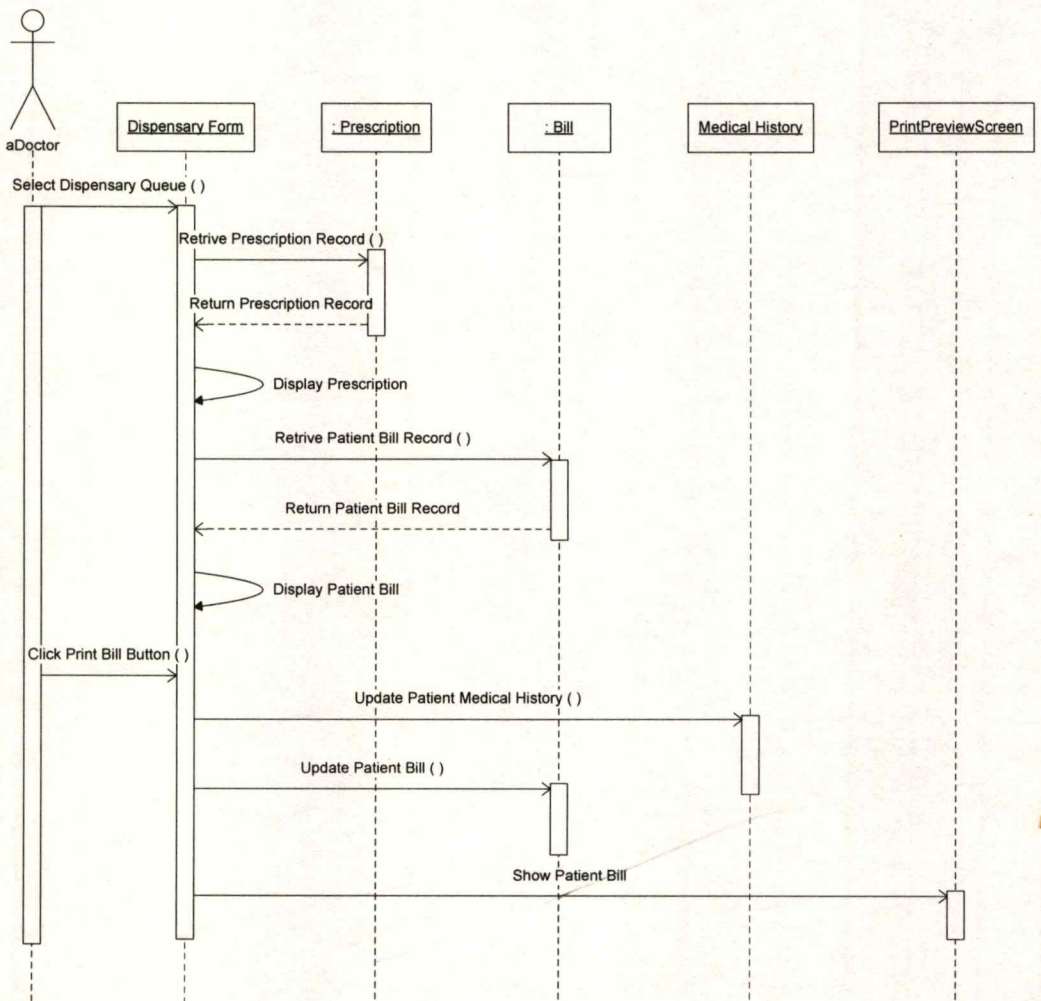 aDoctor
Dispensary Form
: Prescription
: Bill
Medical History
PrintPreviewScreen
Select Dispensary Queue ( )
Retrive Prescription Record ( )
Return Prescription Record
Display Prescription
Retrive Patient Bill Record ( )
Return Patient Bill Record
Display Patient Bill
Click Print Bill Button ( )
Update Patient Medical History ( )
Update Patient Bill ( )
Show Patient Bill